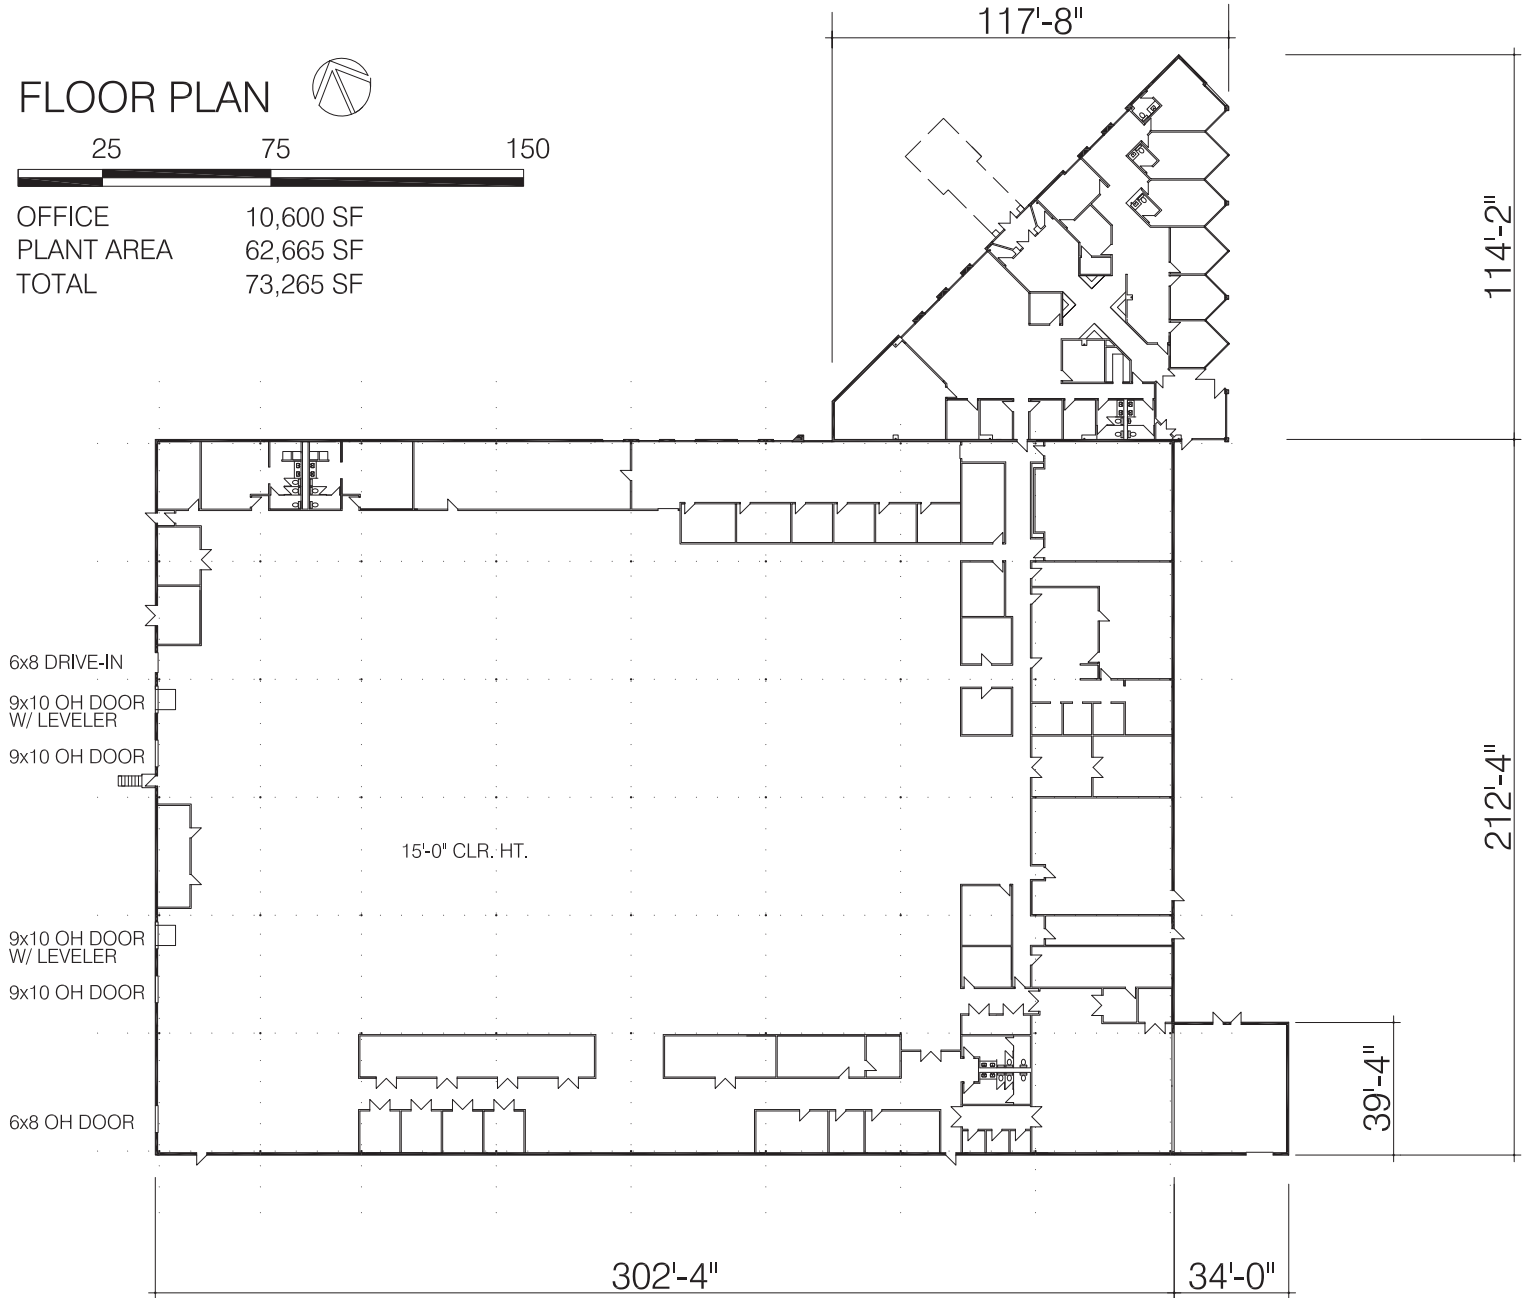 117'-8"
FLOOR PLAN
25 75 150
OFFICE 10,600 SF
PLANT AREA 62,665 SF
TOTAL 73,265 SF
114'-2"
6x8 DRIVE-IN
9x10 OH DOOR
W/ LEVELER
9x10 OH DOOR
212'-4"
15'-0" CLR. HT.
9x10 OH DOOR
W/ LEVELER
9x10 OH DOOR
39'-4"
6x8 OH DOOR
302'-4"
34'-0"